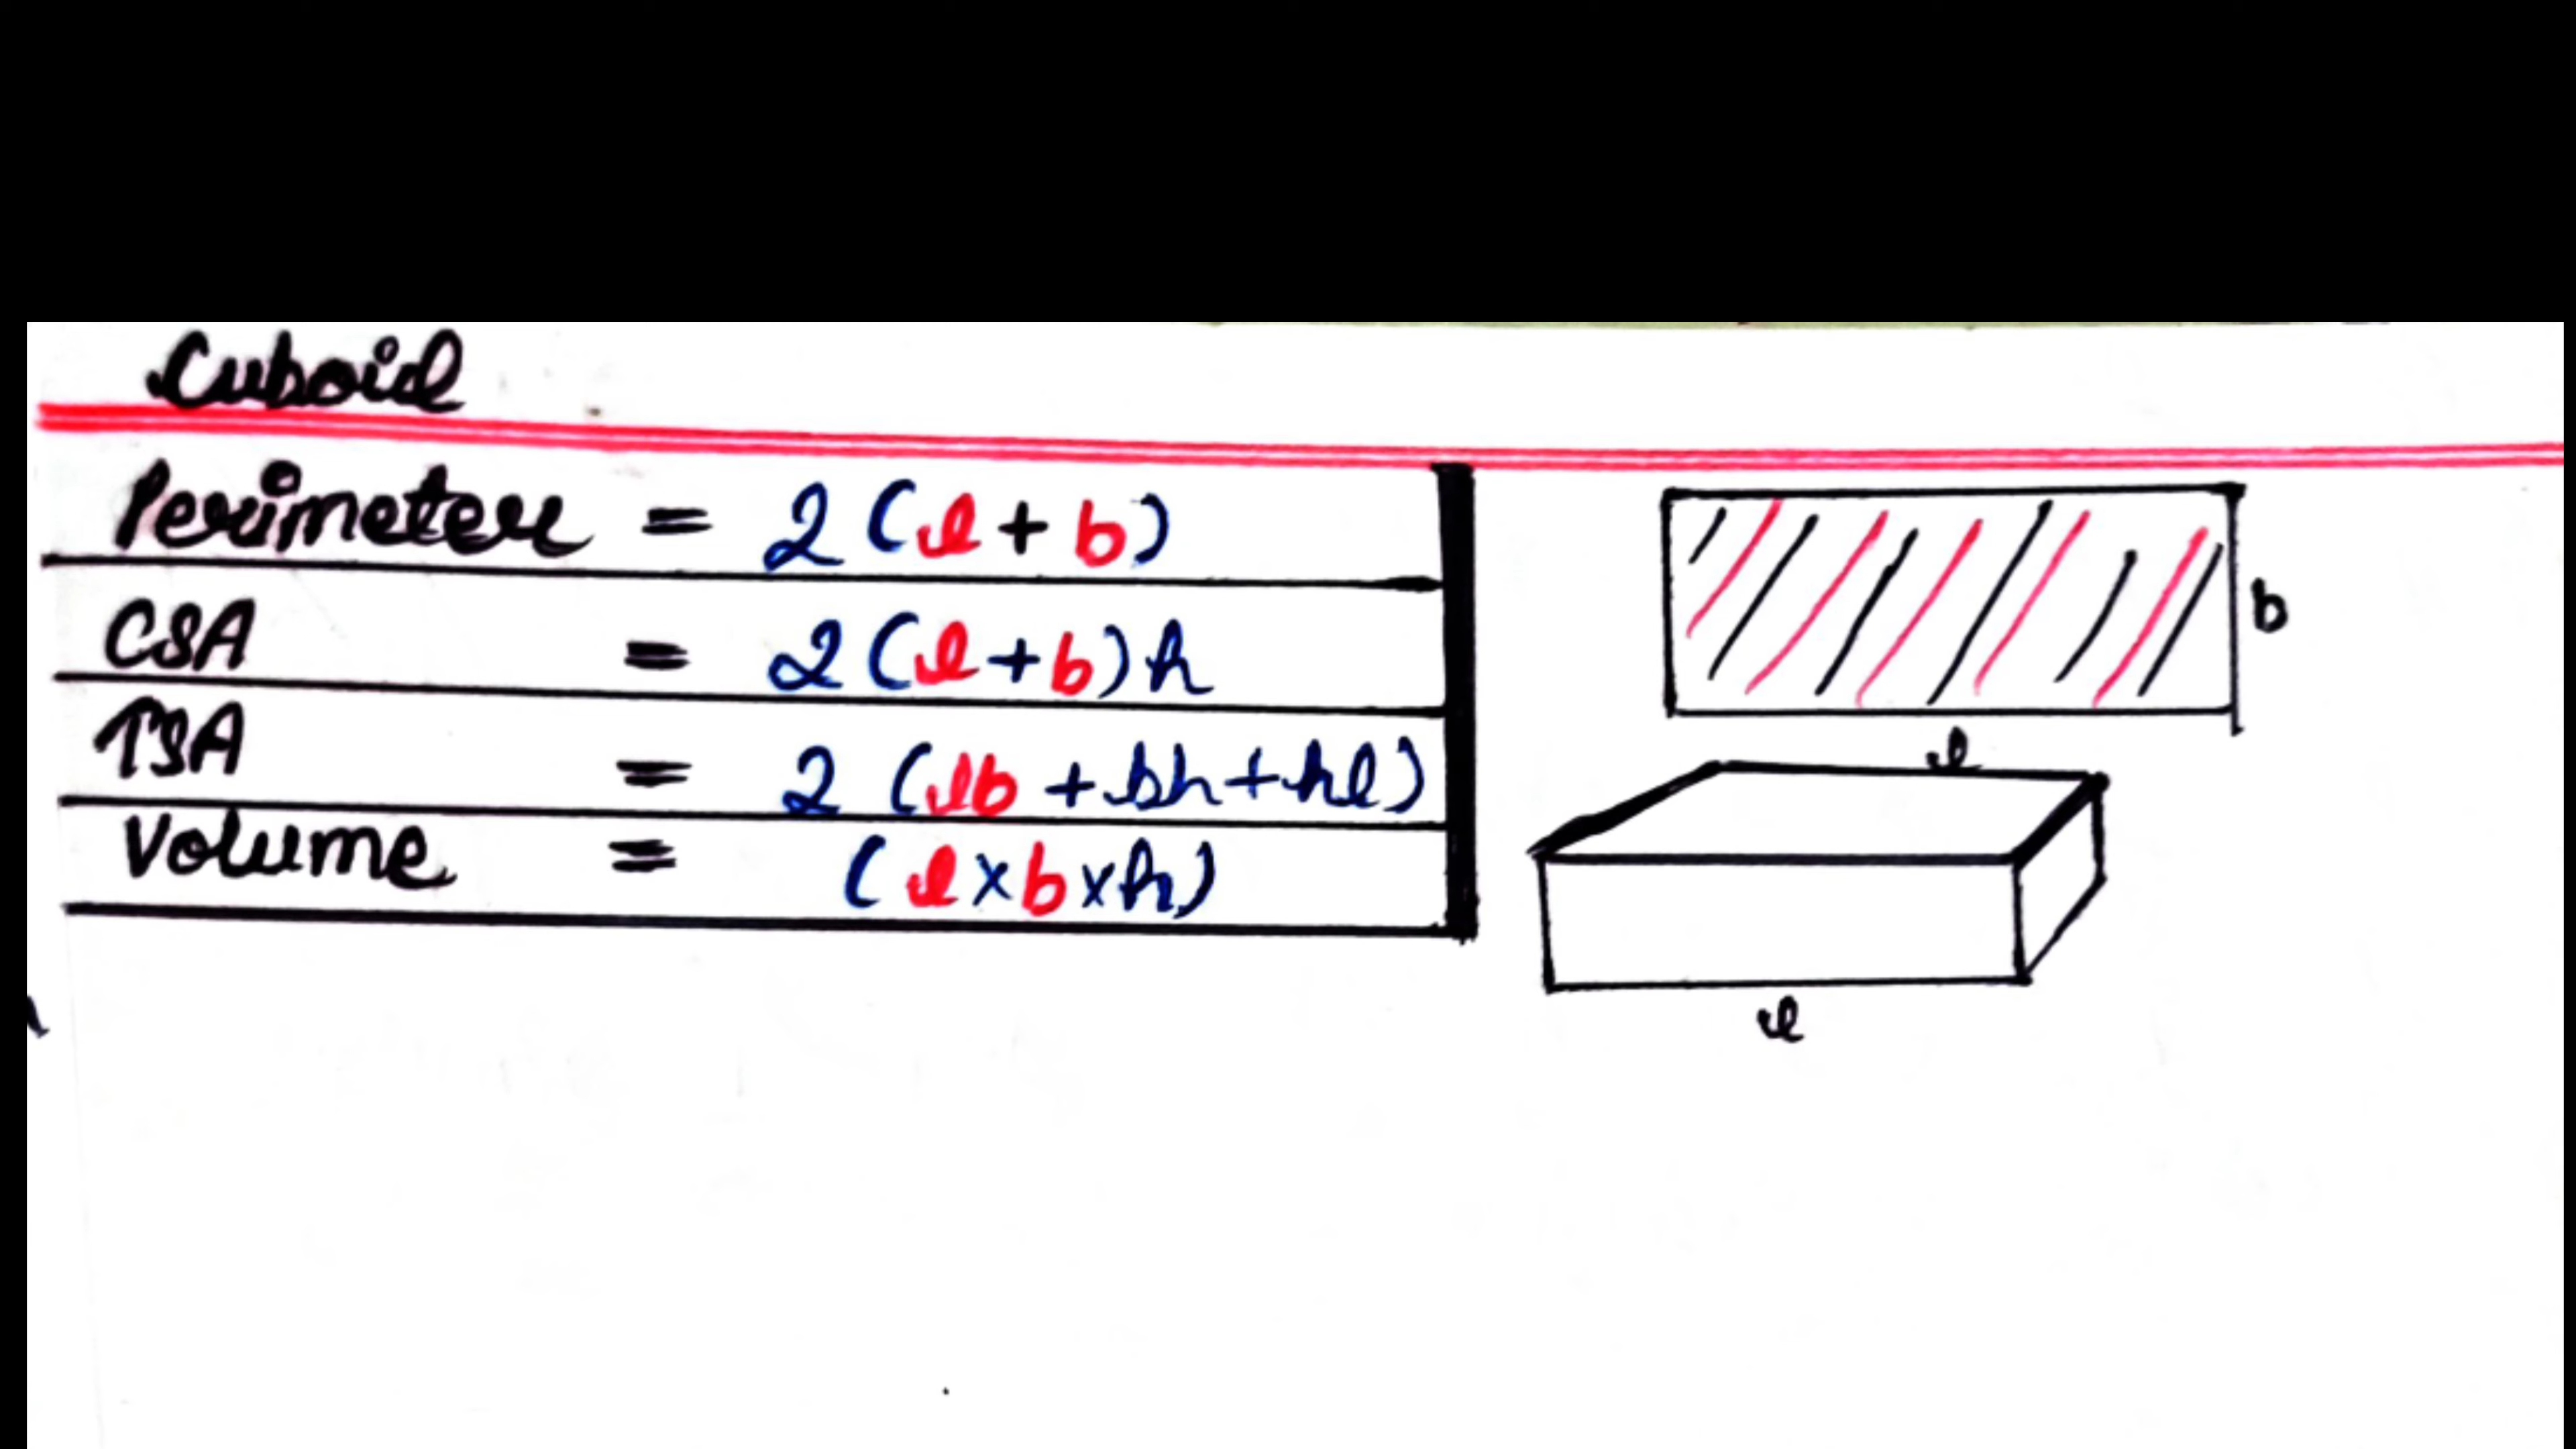 Cuboid
Perimeter = 2 (l + b)
CSA = 2 (l + b) h
TSA = 2 (lb + bh + hl)
Volume = (l × b × h)
b
l
l